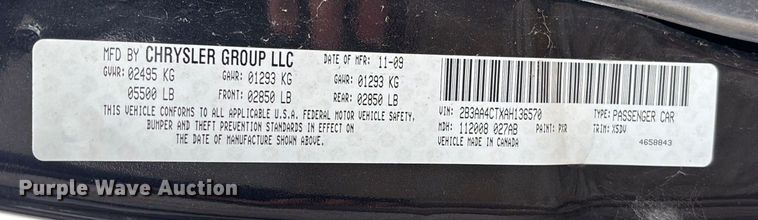 MFD BY CHRYSLER GROUP LLC DATE OF MFR: 11-09
GVWR: 02495 KG GAWR: 01293 KG GAWR: 01293 KG
05500 LB FRONT: 02850 LB REAR: 02850 LB
THIS VEHICLE CONFORMS TO ALL APPLICABLE U.S.A. FEDERAL MOTOR VEHICLE SAFETY,
BUMPER AND THEFT PREVENTION STANDARDS IN EFFECT ON
THE DATE OF MANUFACTURE SHOWN ABOVE.
VIN: 2B3AA4CTXAH136570 TYPE: PASSENGER CAR
MDH: 112008 027AB PAINT: PXR TRIM: X5DV
VEHICLE MADE IN CANADA 4658843
Purple Wave Auction